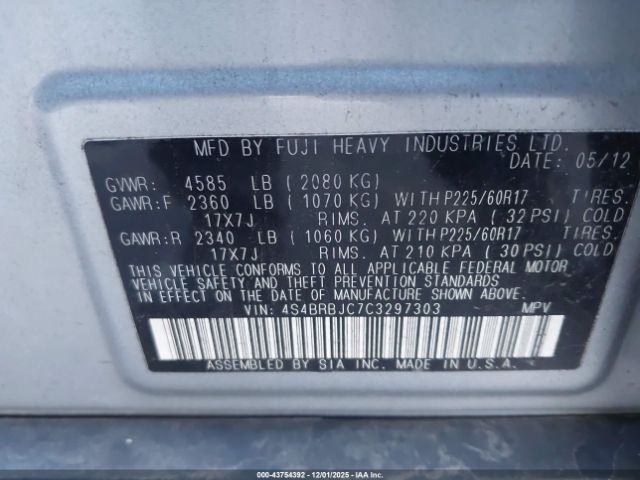 MFD BY FUJI HEAVY INDUSTRIES LTD.
DATE: 05/12
GVWR: 4585 LB ( 2080 KG)
GAWR:F 2360 LB ( 1070 KG) WITH P225/60R17 TIRES.
17X7J RIMS. AT 220 KPA ( 32 PSI) COLD
GAWR:R 2340 LB ( 1060 KG) WITH P225/60R17 TIRES.
17X7J RIMS. AT 210 KPA ( 30 PSI) COLD
THIS VEHICLE CONFORMS TO ALL APPLICABLE FEDERAL MOTOR
VEHICLE SAFETY AND THEFT PREVENTION STANDARDS
IN EFFECT ON THE DATE OF MANUFACTURE SHOWN ABOVE.
VIN: 4S4BRBJC7C3297303 MPV
ASSEMBLED BY SIA INC. MADE IN U.S.A.
000-43754392 - 12/01/2025 - IAA Inc.